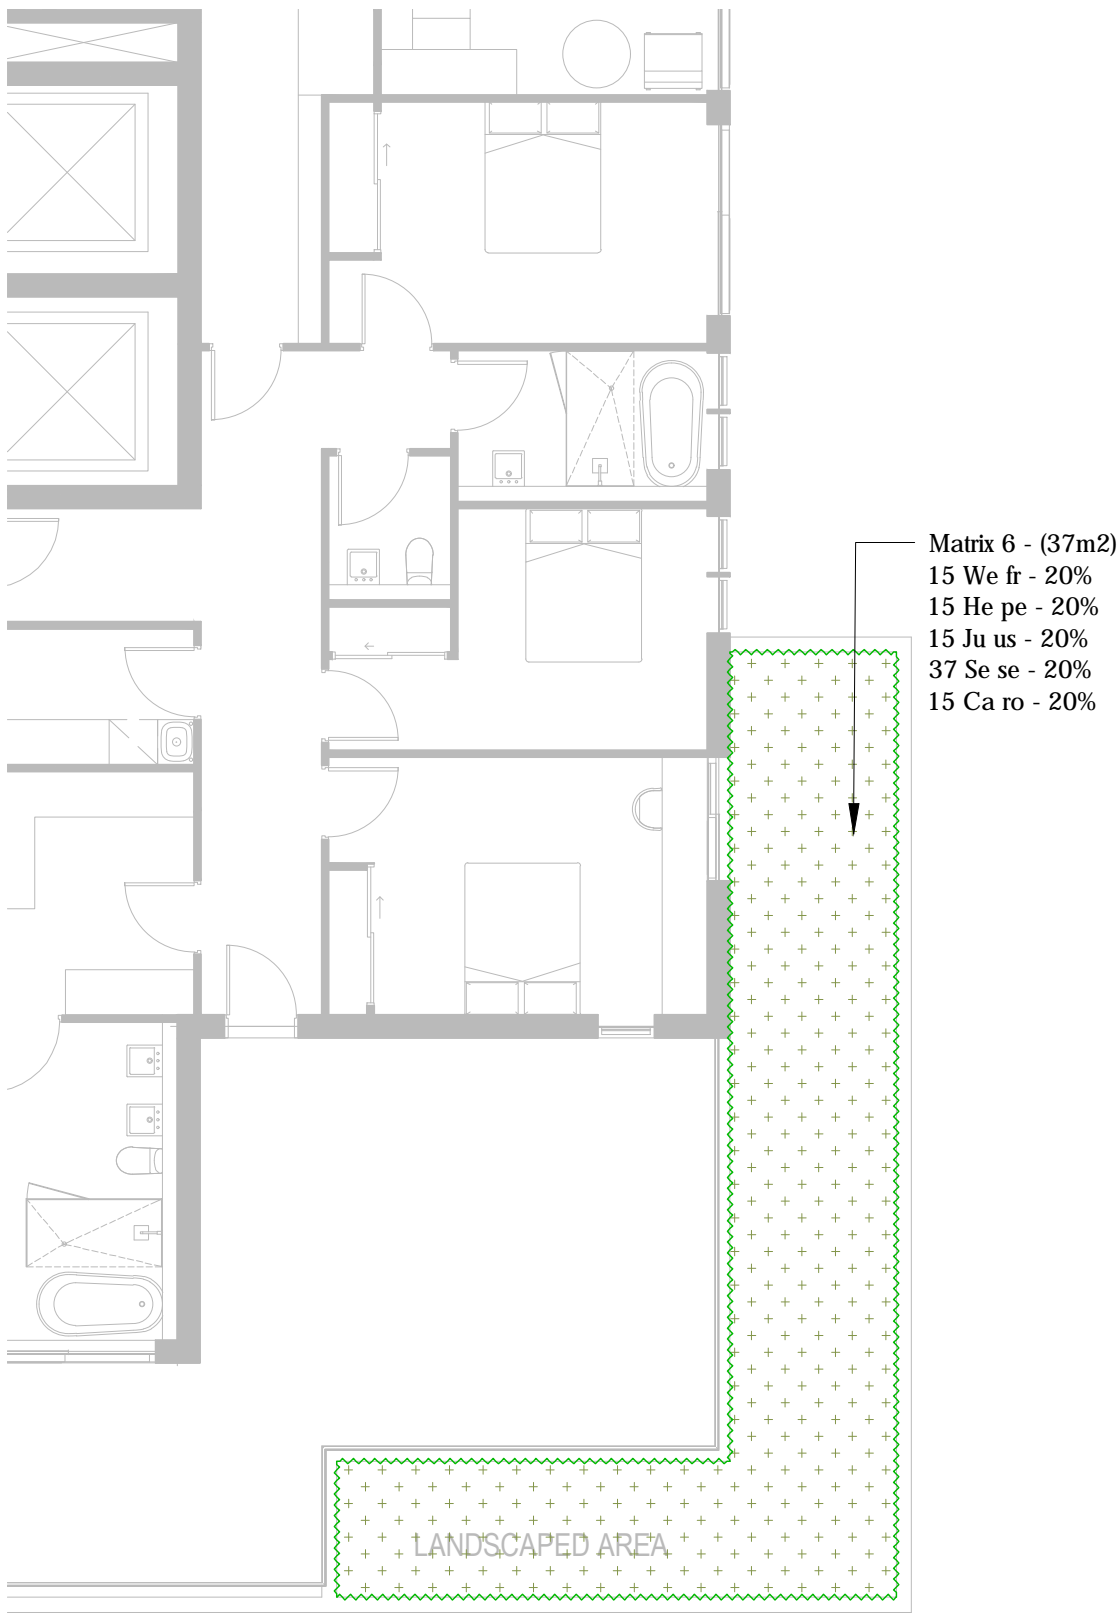 Matrix 6 - (37m2)
15 We fr - 20%
15 He pe - 20%
15 Ju us - 20%
37 Se se - 20%
15 Ca ro - 20%
LANDSCAPED AREA